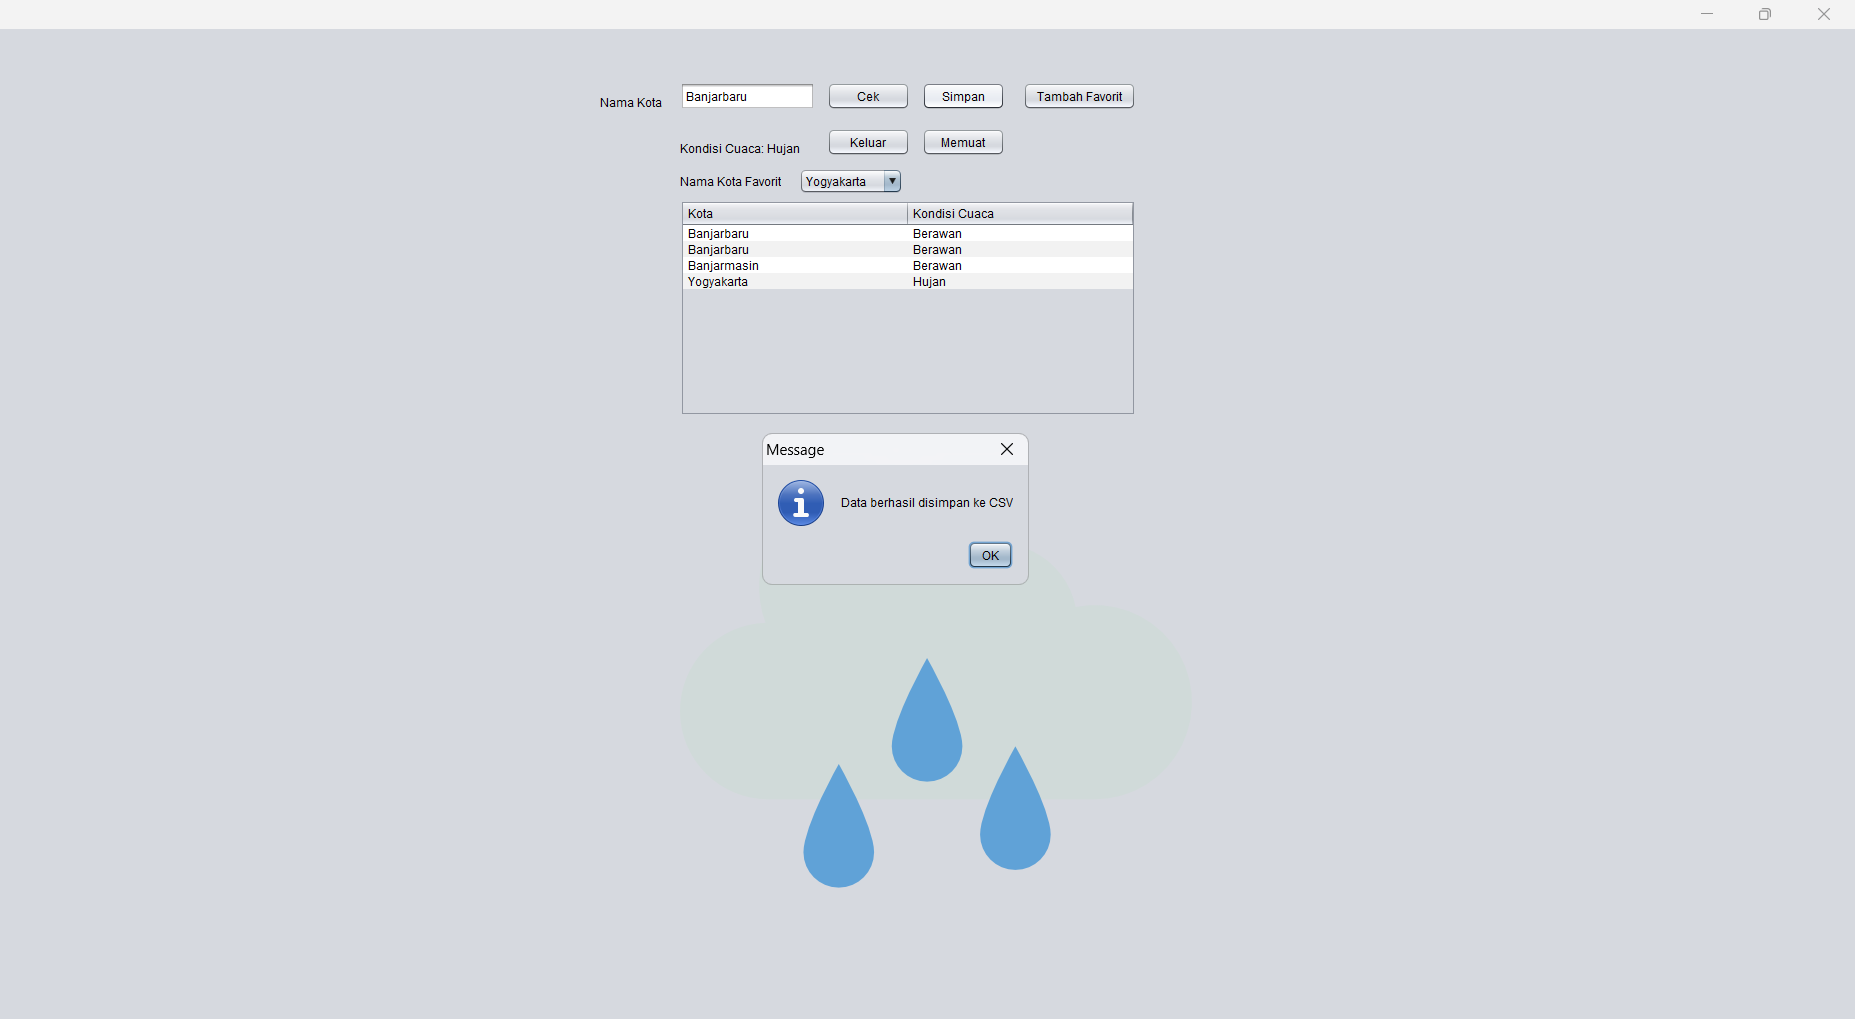 Nama Kota Banjarbaru Cek Simpan Tambah Favorit
Kondisi Cuaca: Hujan Keluar Memuat
Nama Kota Favorit Yogyakarta
Kota Kondisi Cuaca
Banjarbaru Berawan
Banjarbaru Berawan
Banjarmasin Berawan
Yogyakarta Hujan
Message
Data berhasil disimpan ke CSV
OK